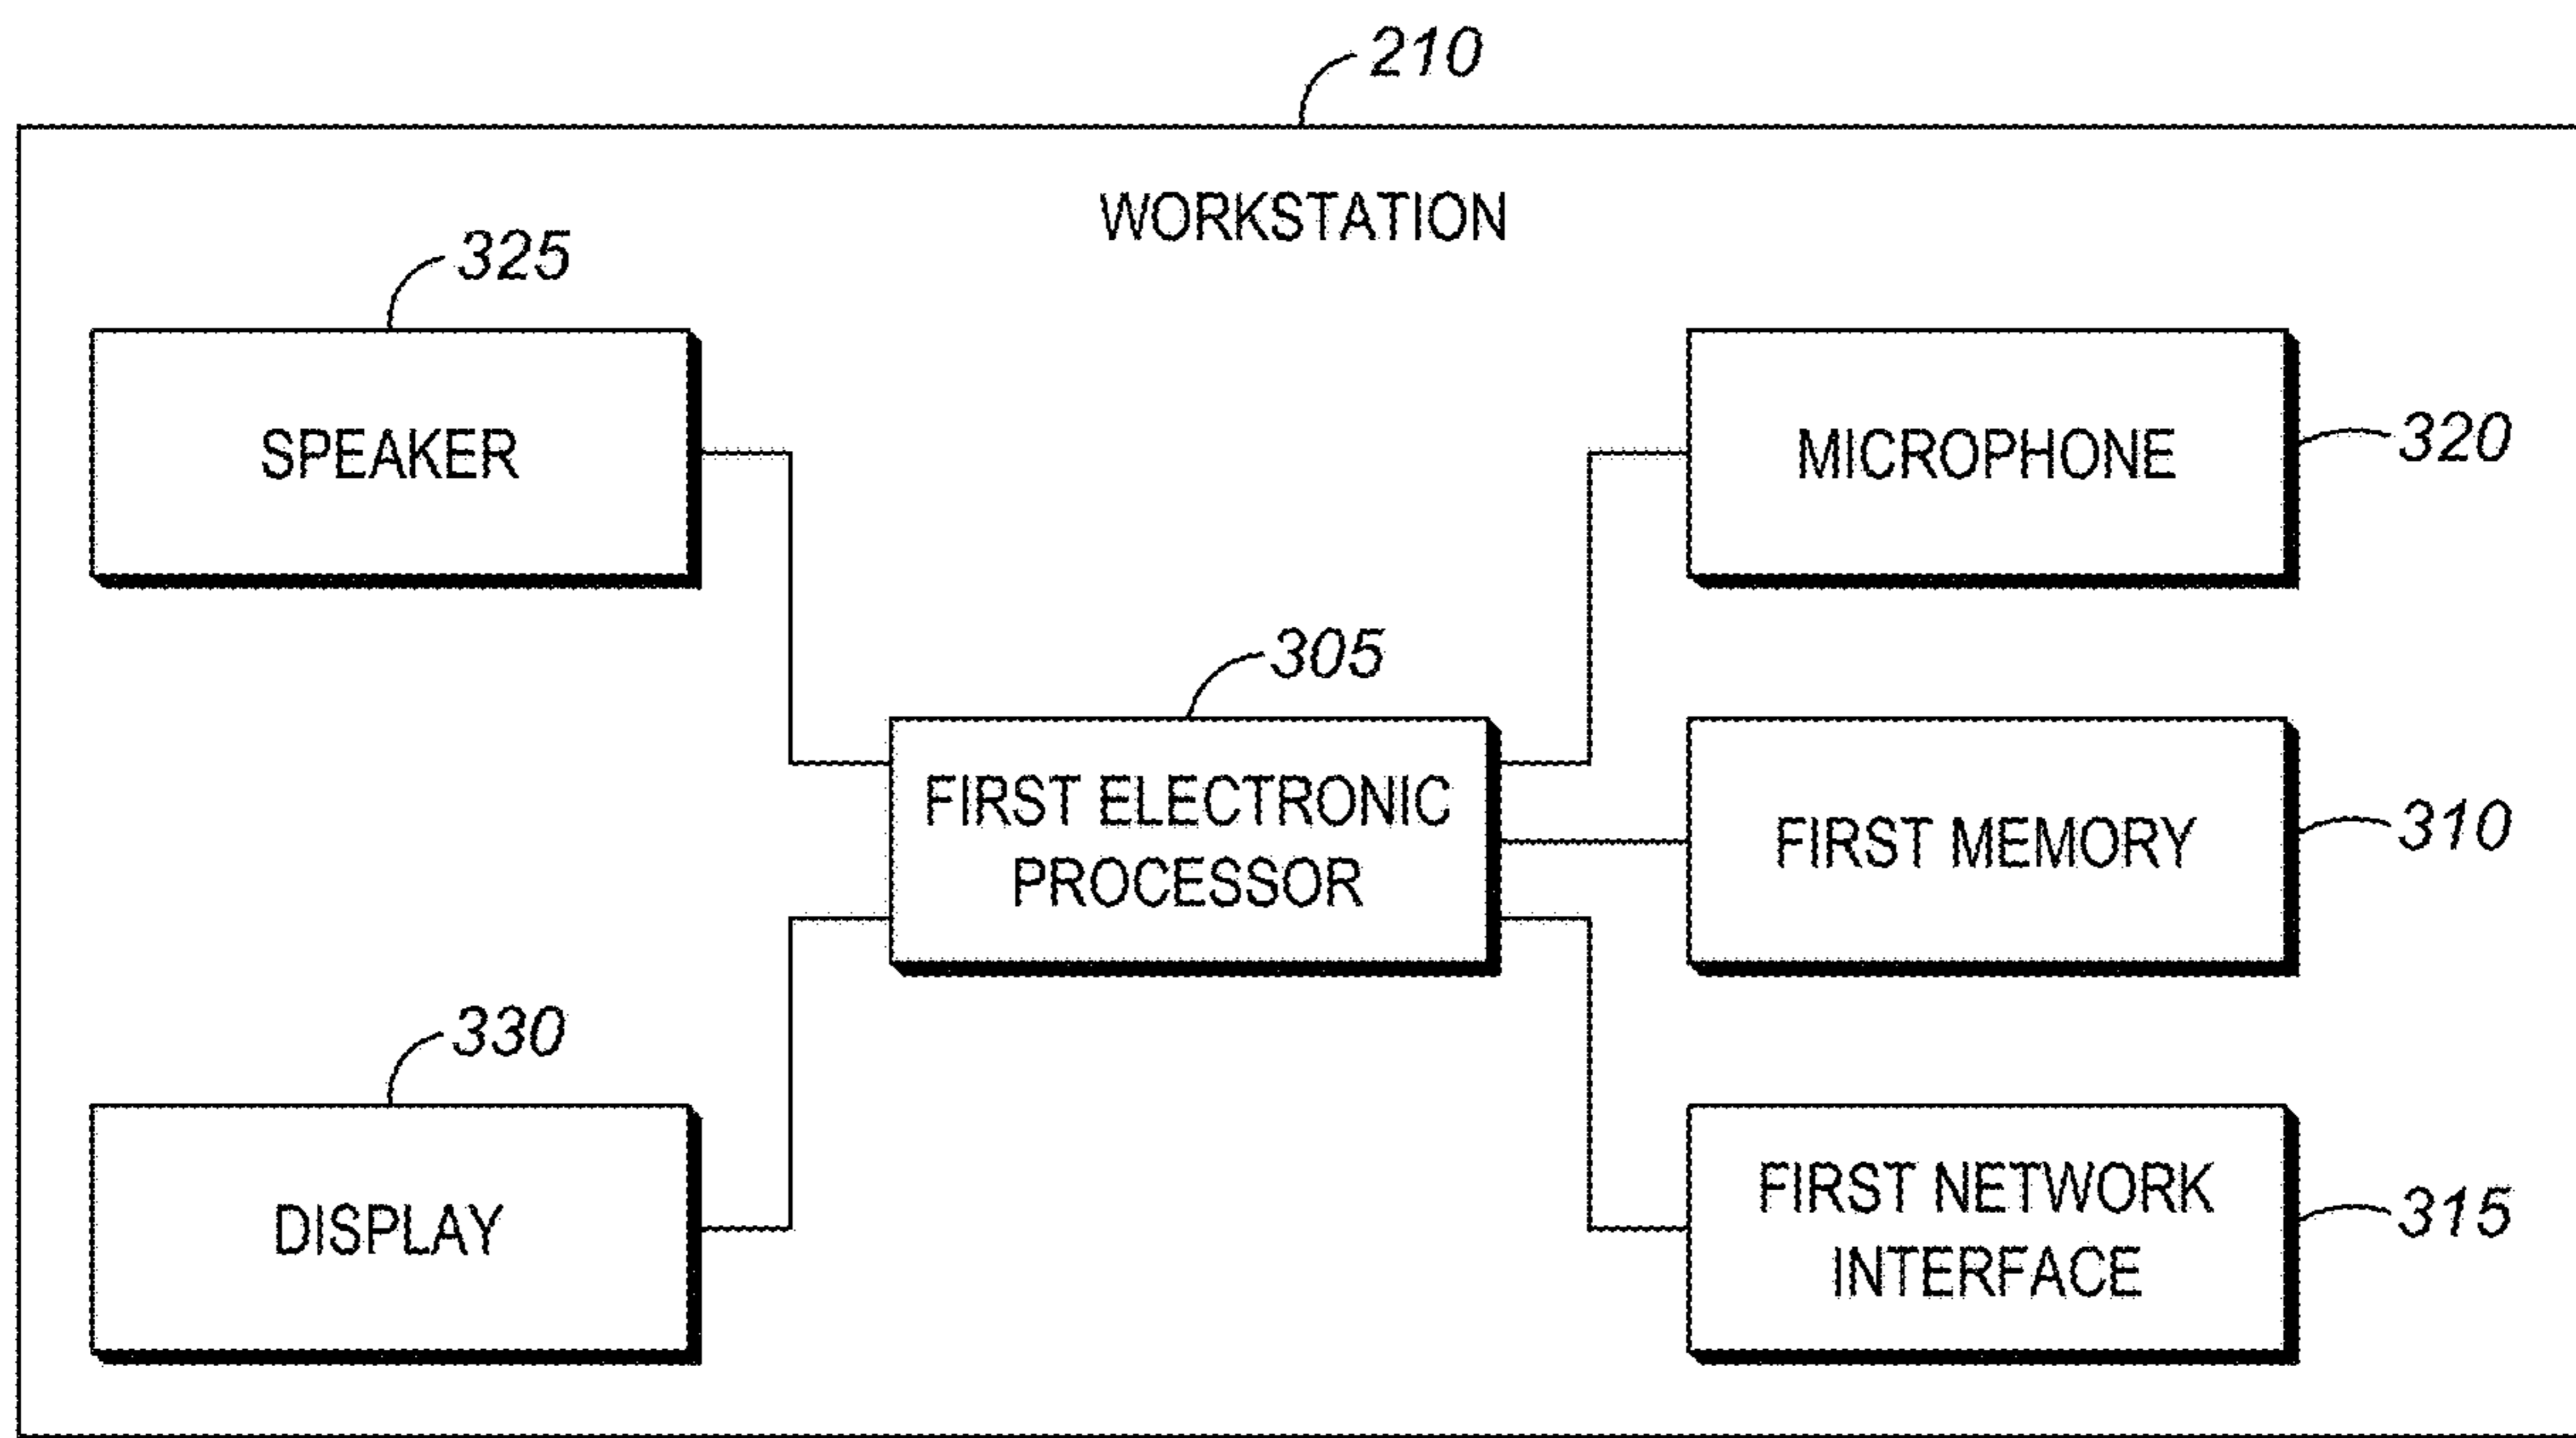 210
WORKSTATION
325
SPEAKER
MICROPHONE
320
305
FIRST ELECTRONIC
PROCESSOR
FIRST MEMORY
310
330
DISPLAY
FIRST NETWORK
INTERFACE
315